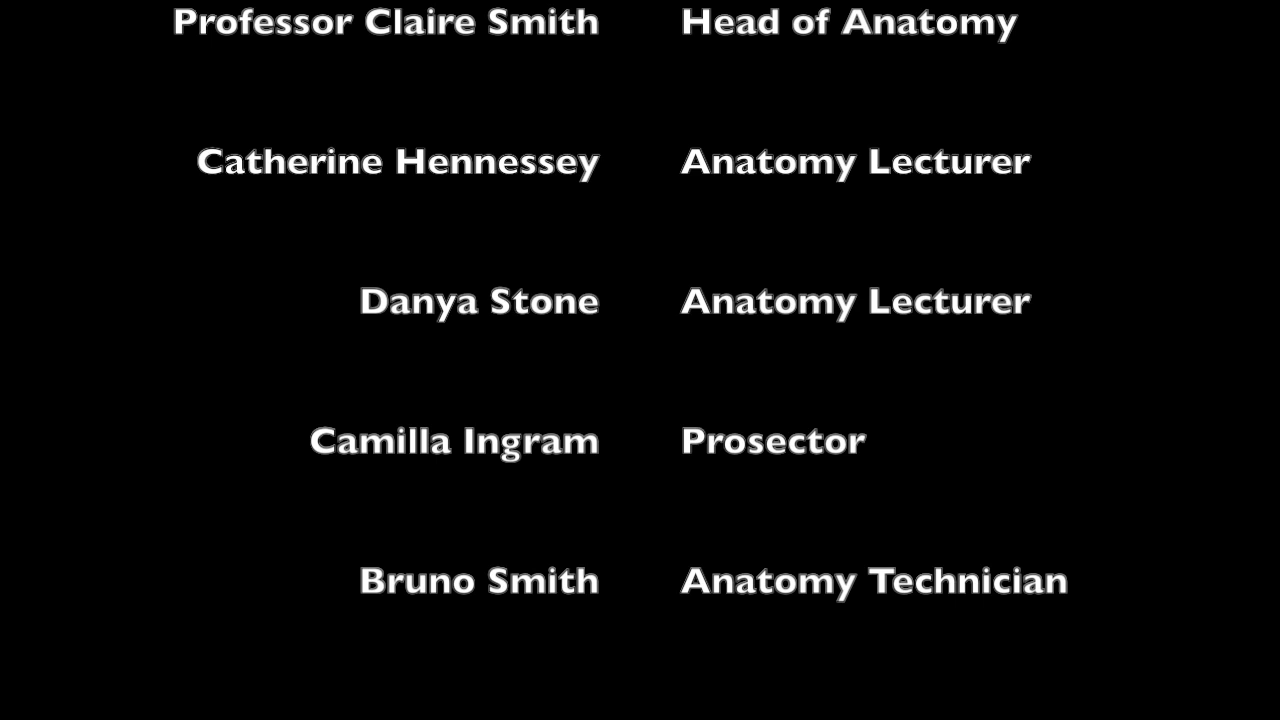 Professor Claire Smith Head of Anatomy
Catherine Hennessey Anatomy Lecturer
Danya Stone Anatomy Lecturer
Camilla Ingram Prosector
Bruno Smith Anatomy Technician